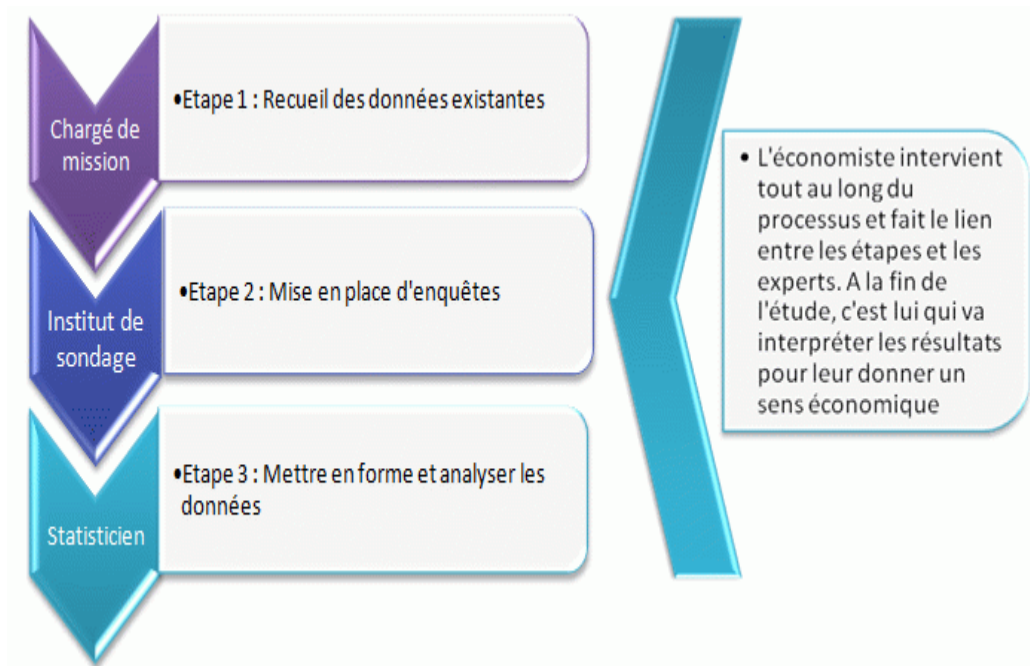 Chargé de
mission
•Etape 1 : Recueil des données existantes
Institut de
sondage
•Etape 2 : Mise en place d'enquêtes
Statisticien
•Etape 3 : Mettre en forme et analyser les
données
• L'économiste intervient
tout au long du
processus et fait le lien
entre les étapes et les
experts. A la fin de
l'étude, c'est lui qui va
interpréter les résultats
pour leur donner un
sens économique